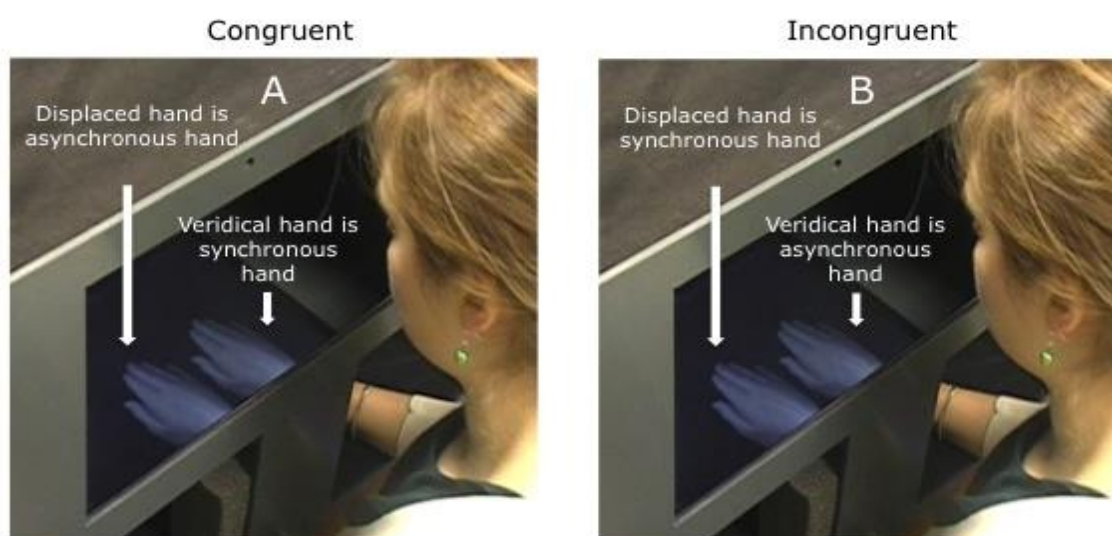 Congruent
Incongruent
A
Displaced hand is
asynchronous hand
Veridical hand is
synchronous
hand
B
Displaced hand is
synchronous hand
Veridical hand is
asynchronous
hand